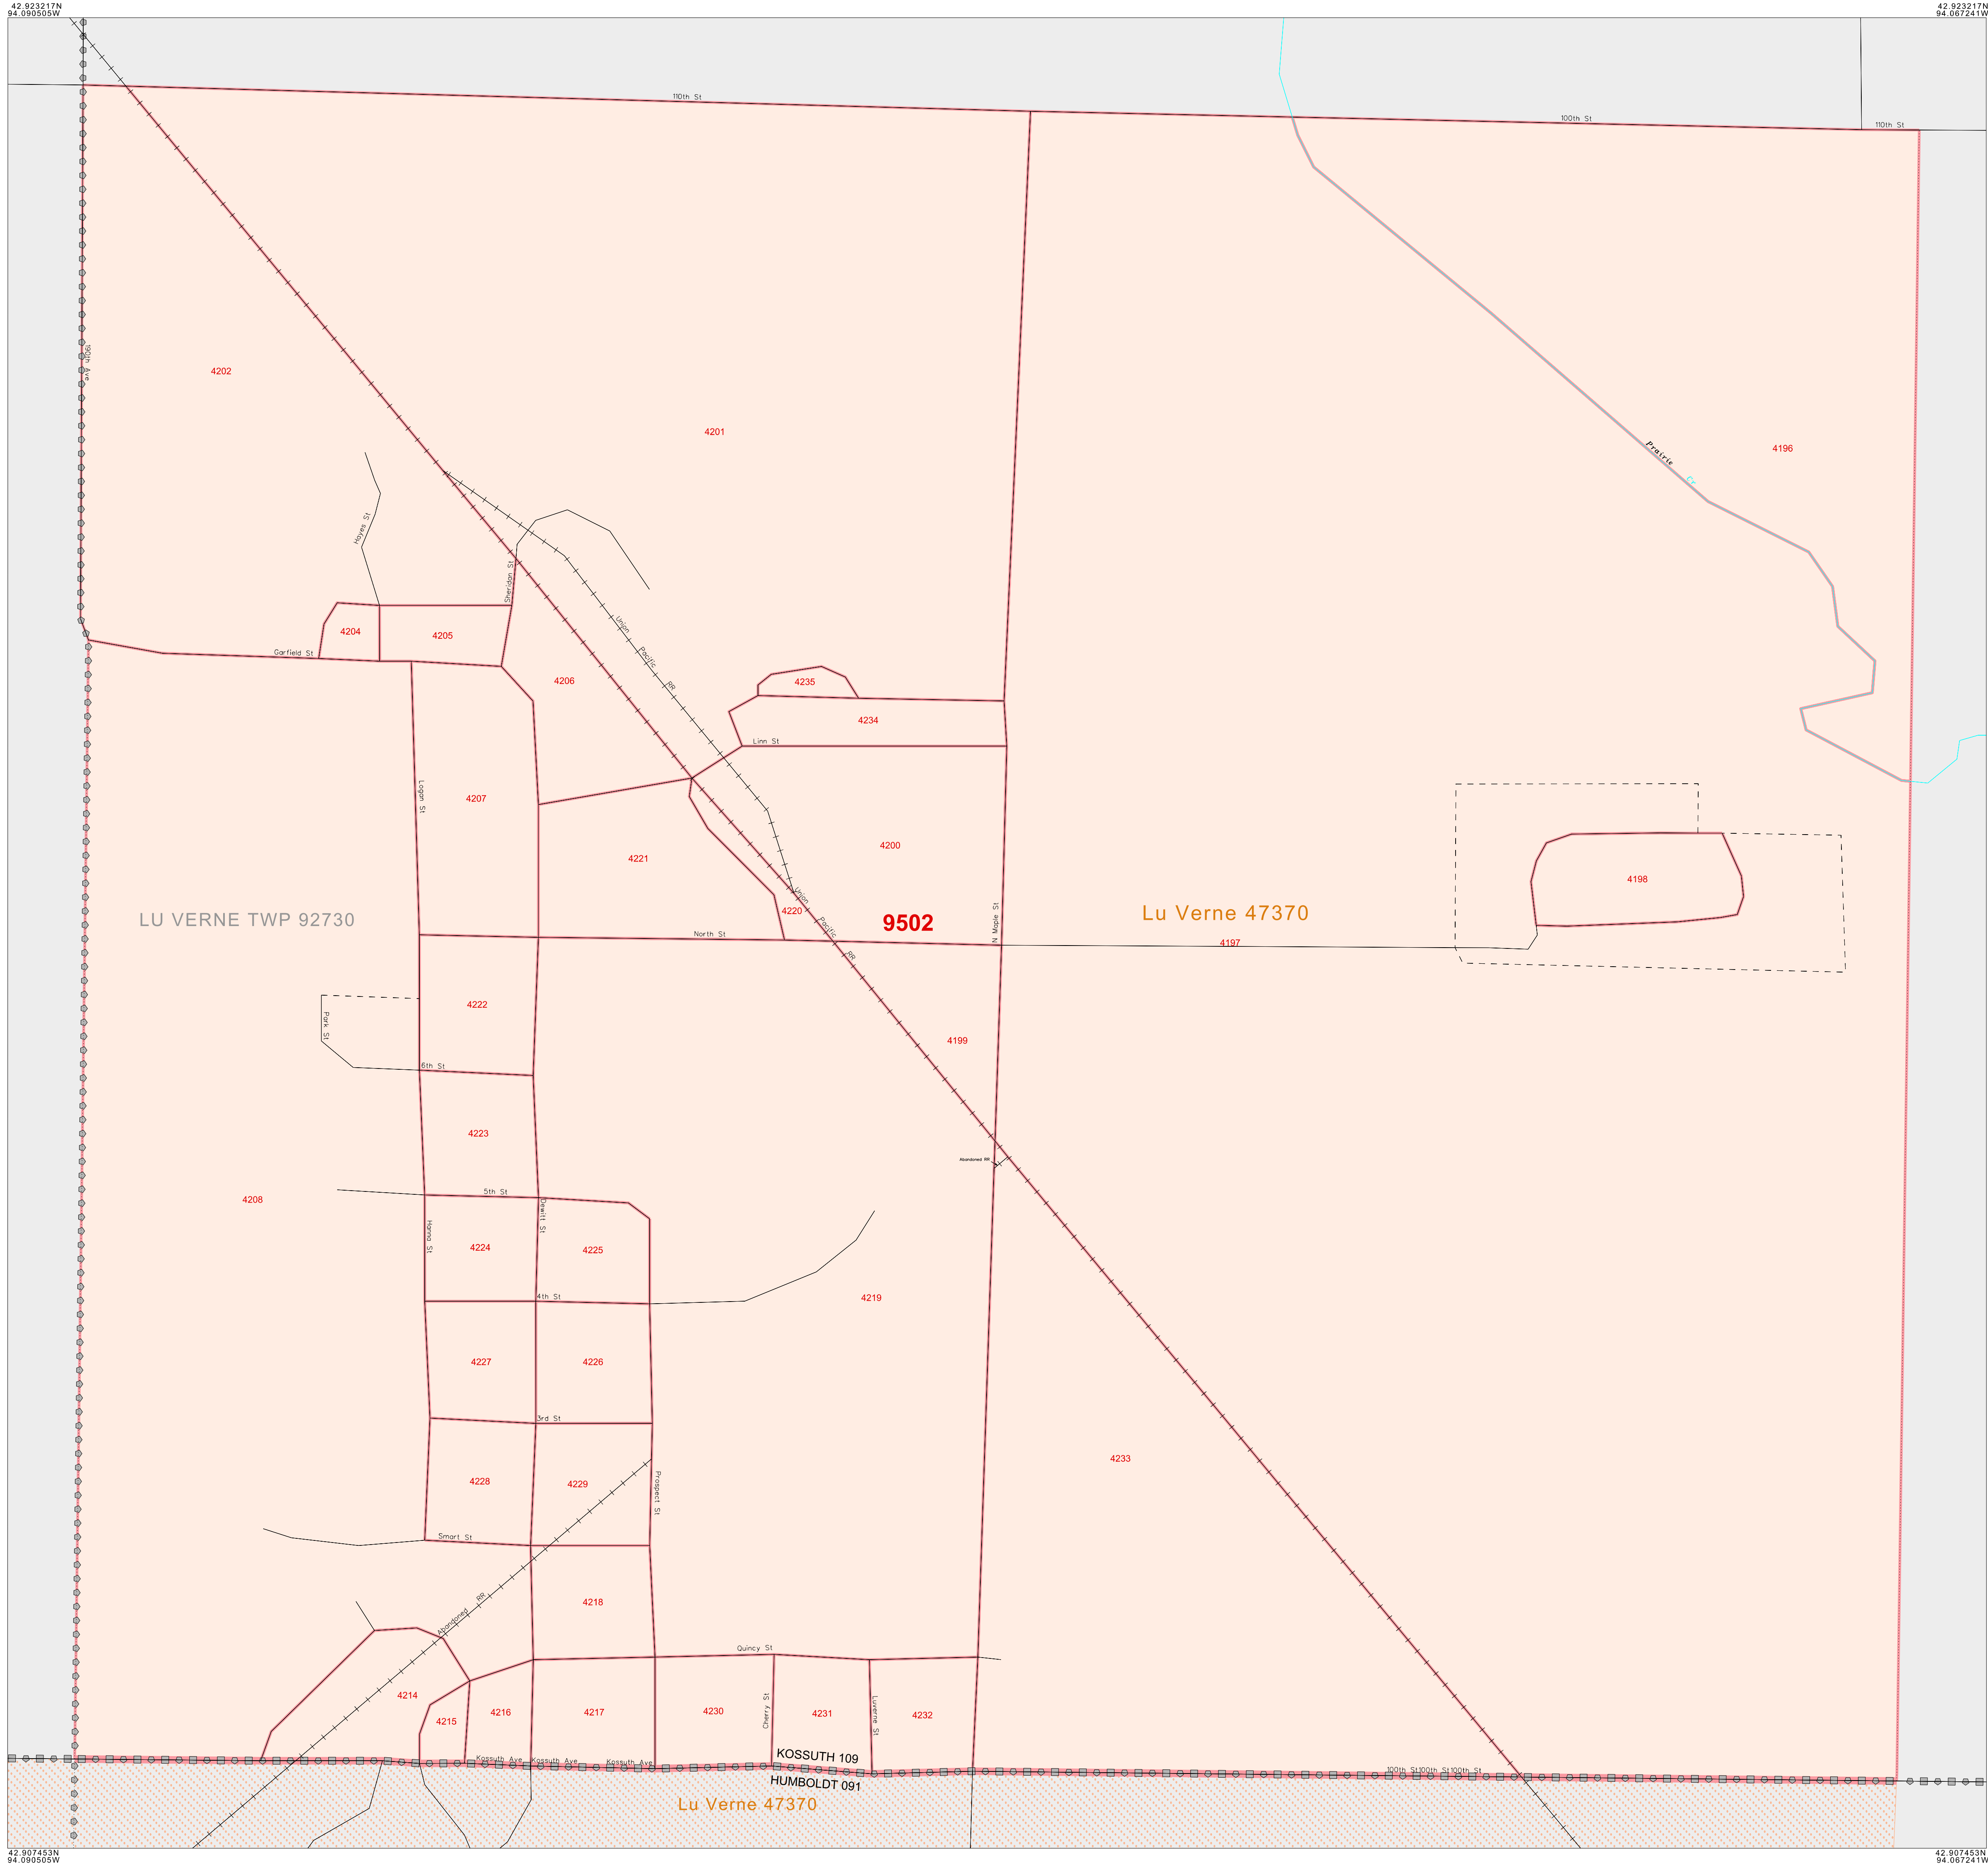 42.923217N
94.090505W
42.923217N
94.067241W
110th St
100th St
110th St
190th Ave
4202
4201
Prairie
Cr
4196
Hayes St
Sheridan St
4204
4205
Union
Pacific
RR
Garfield St
4206
4235
4234
Linn St
Logan St
4207
4221
4200
4198
Union
Pacific
RR
4220
9502
Lu Verne 47370
LU VERNE TWP 92730
North St
N Maple St
4197
4222
Park St
4199
6th St
4223
Abandoned RR
5th St
Dewitt St
4208
Hanna St
4224
4225
4th St
4219
4227
4226
3rd St
4233
4228
4229
Prospect St
Smart St
Abandoned
RR
4218
Quincy St
4214
4215
4216
4217
4230
Cherry St
4231
Luverne St
4232
Kossuth Ave
Kossuth Ave
Kossuth Ave
KOSSUTH 109
100th St
100th St
100th St
HUMBOLDT 091
Lu Verne 47370
42.907453N
94.090505W
42.907453N
94.067241W